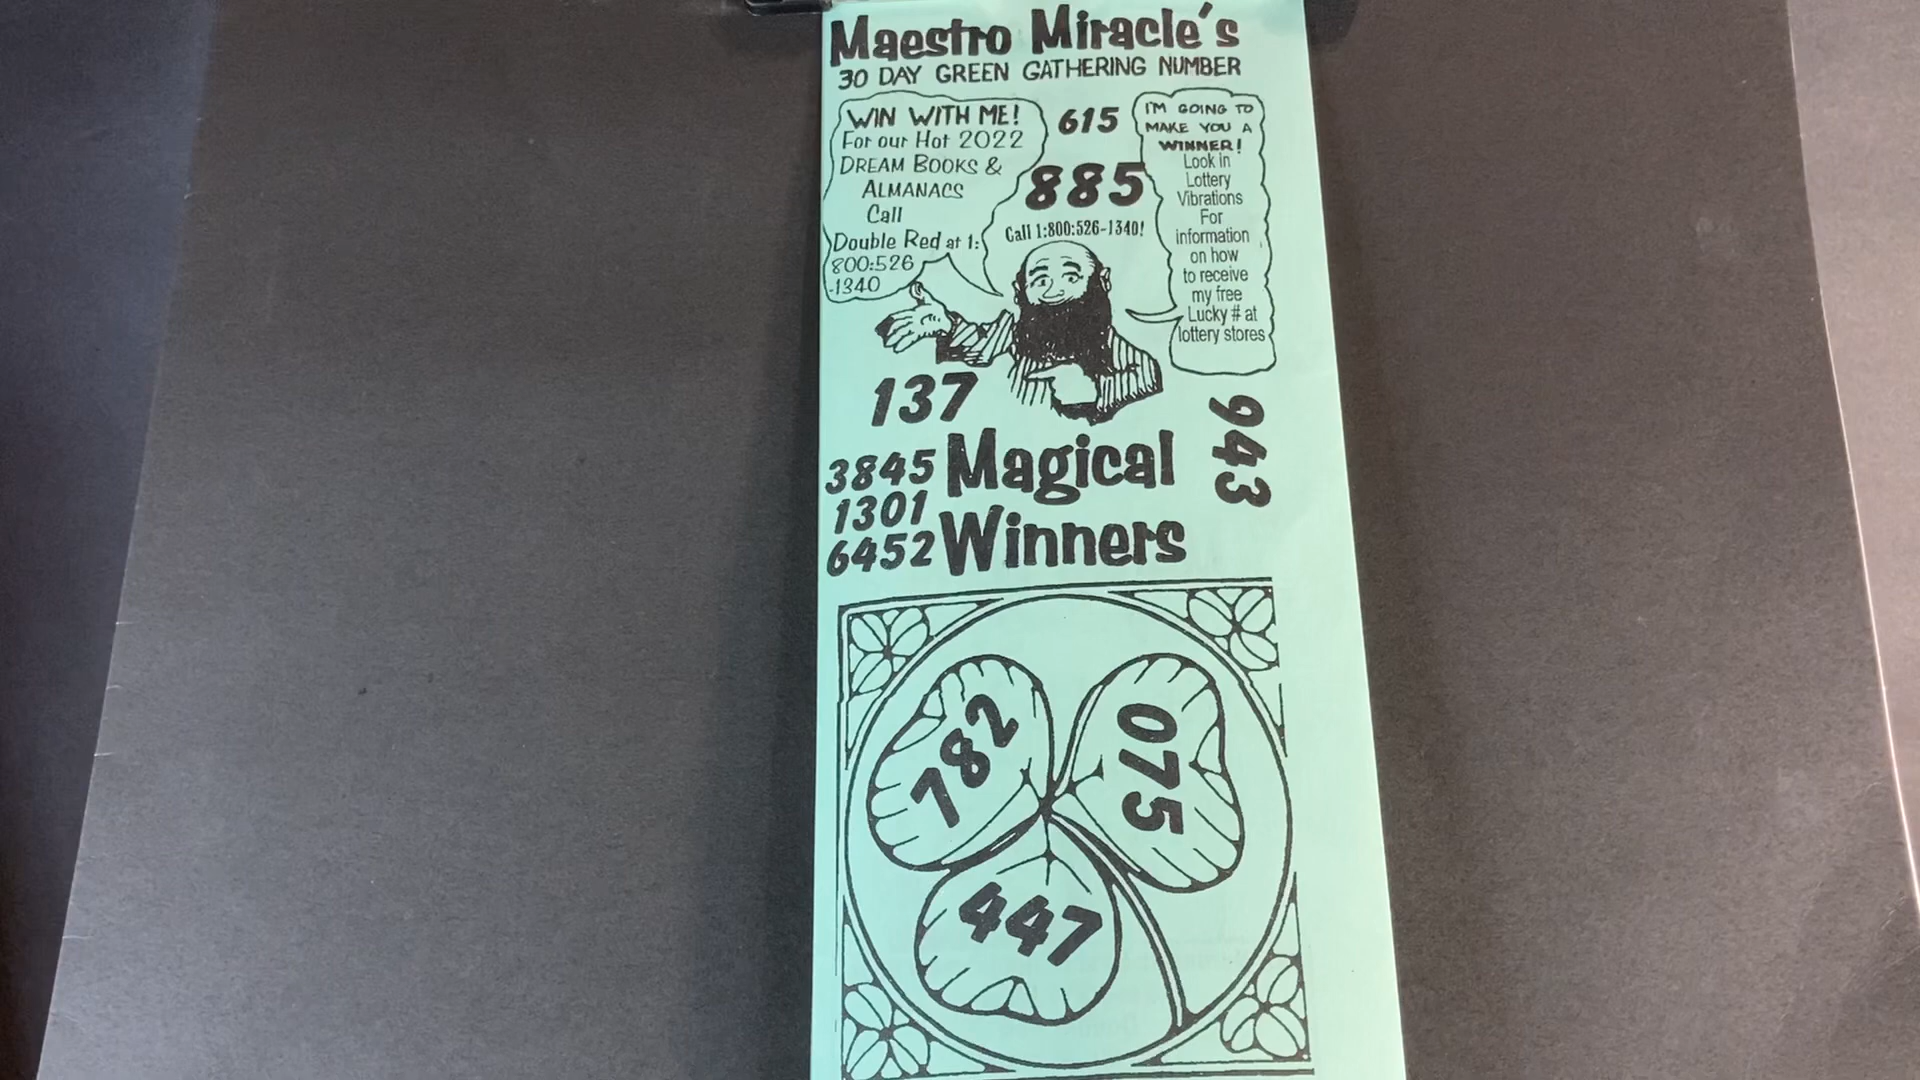 Maestro Miracle's
30 DAY GREEN GATHERING NUMBER
WIN WITH ME!
For our Hot 2022
DREAM BOOKS &
ALMANACS
Call
Double Red at 1:
800:526
-1340
615
885
Call 1:800:526-1340!
I'M GOING TO
MAKE YOU A
WINNER!
Look in
Lottery
Vibrations
For
information
on how
to receive
my free
Lucky # at
lottery stores
137
943
3845
1301
6452
Magical
Winners
782
075
447